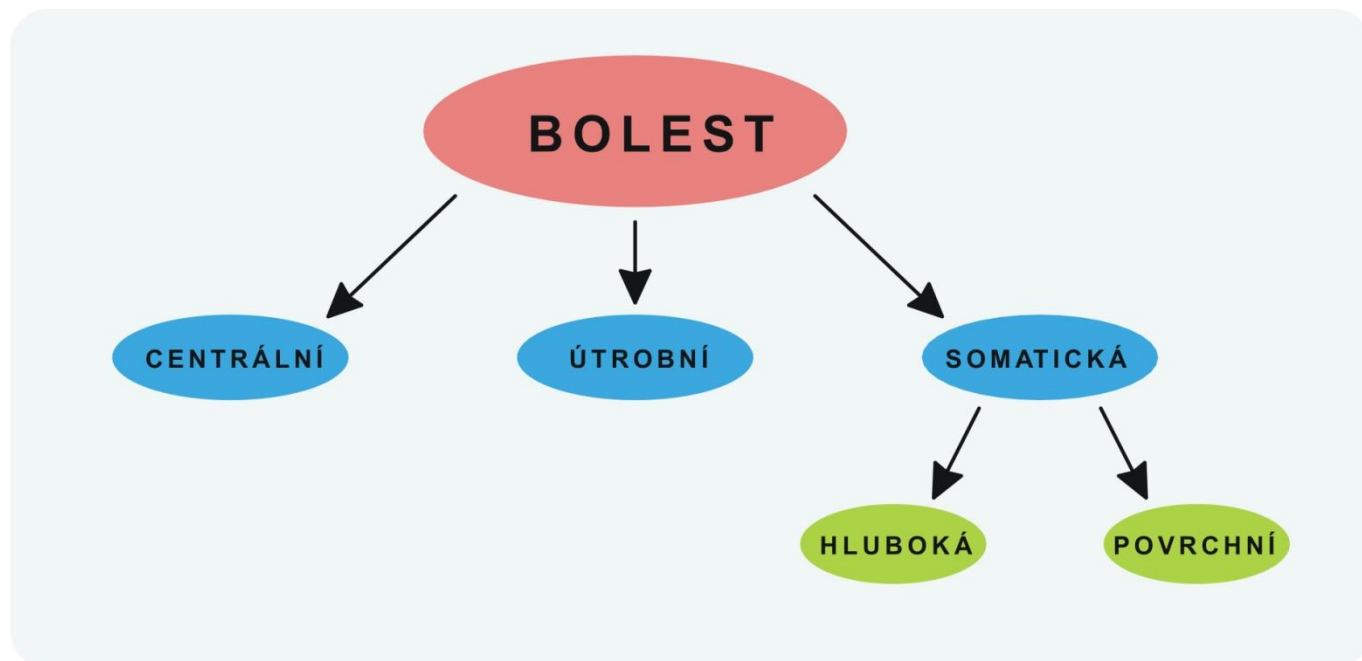 BOLEST
CENTRÁLNÍ
ÚTROBNÍ
SOMATICKÁ
HLUBOKÁ
POVRCHNÍ